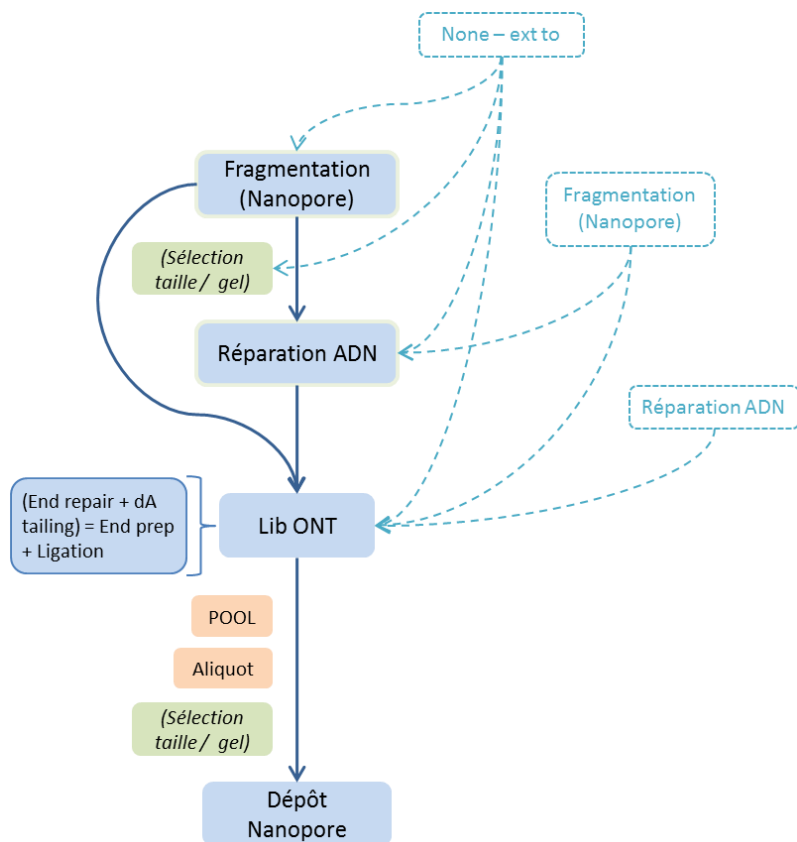 None – ext to
Fragmentation
(Nanopore)
Fragmentation
(Nanopore)
(Sélection
taille / gel)
Réparation ADN
Réparation ADN
(End repair + dA
tailing) = End prep
+ Ligation
Lib ONT
POOL
Aliquot
(Sélection
taille / gel)
Dépôt
Nanopore